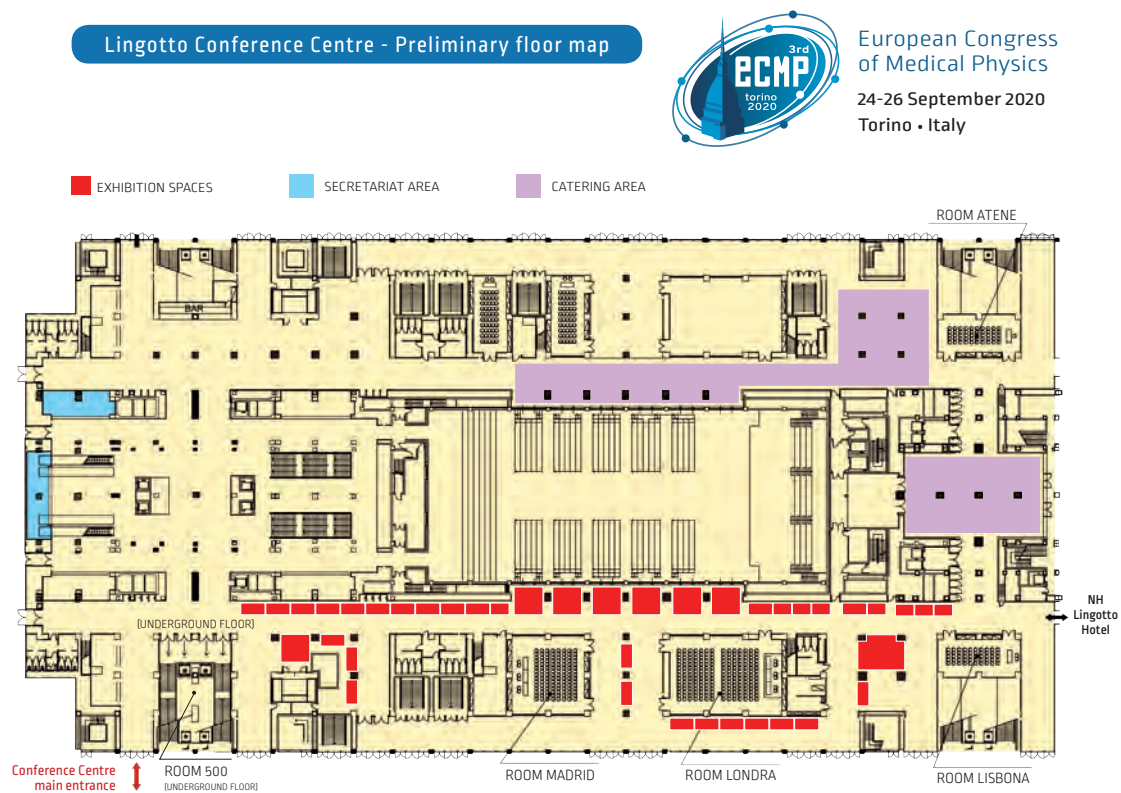 Lingotto Conference Centre - Preliminary floor map
3rd
ecmp
torino
2020
European Congress
of Medical Physics
24-26 September 2020
Torino • Italy
EXHIBITION SPACES
SECRETARIAT AREA
CATERING AREA
ROOM ATENE
BAR
NH
Lingotto
Hotel
(UNDERGROUND FLOOR)
Conference Centre
main entrance
ROOM 500
(UNDERGROUND FLOOR)
ROOM MADRID
ROOM LONDRA
ROOM LISBONA